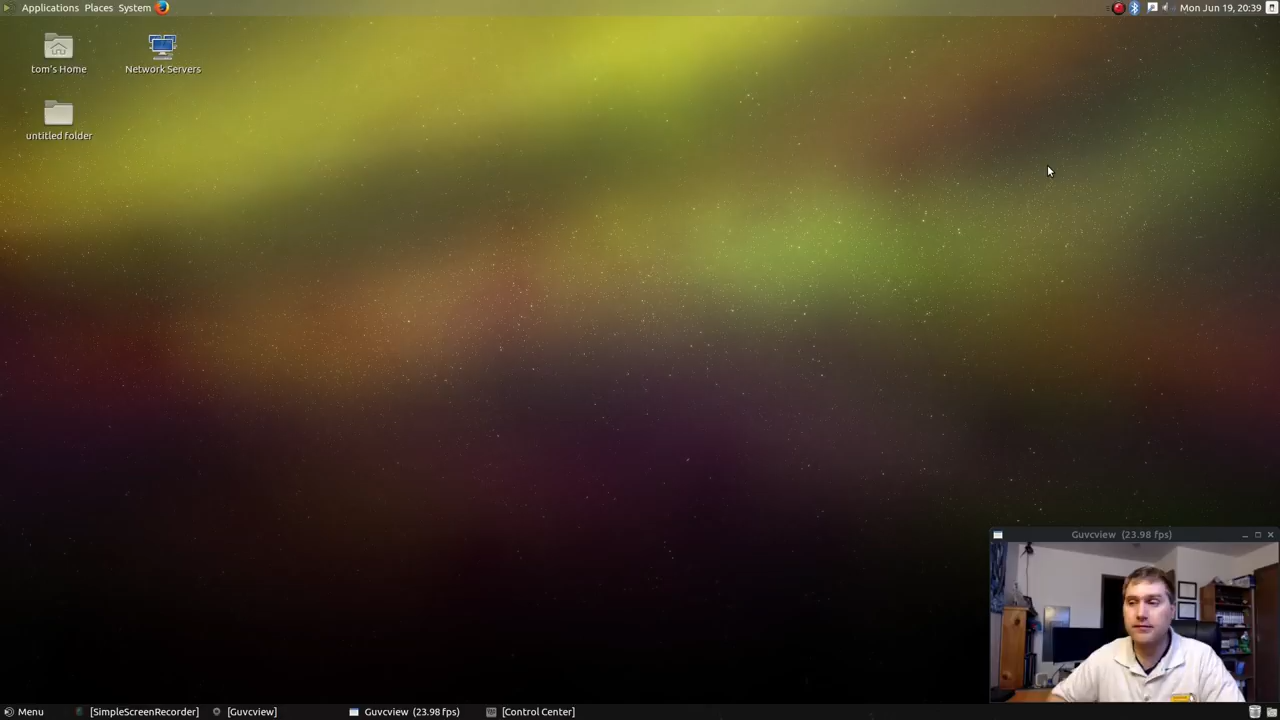 Applications Places System
Mon Jun 19, 20:39
tom's Home
Network Servers
untitled folder
Guvcview (23.98 fps)
Menu
[SimpleScreenRecorder]
[Guvcview]
Guvcview (23.98 fps)
[Control Center]